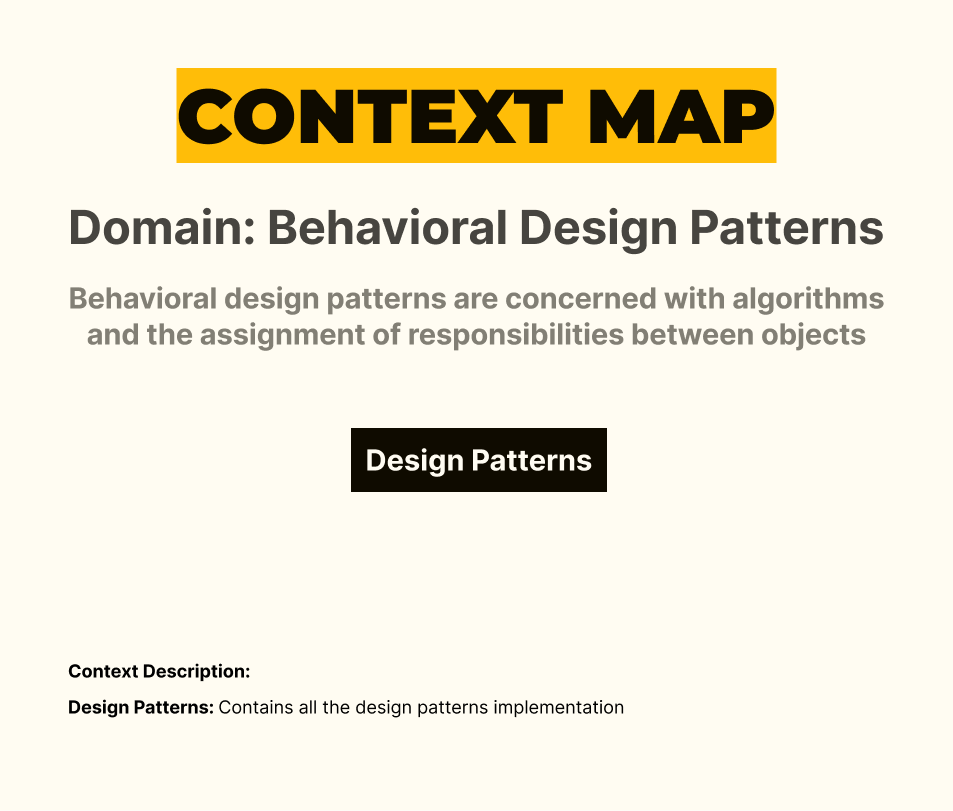 CONTEXT MAP
Domain: Behavioral Design Patterns
Behavioral design patterns are concerned with algorithms
and the assignment of responsibilities between objects
Design Patterns
Context Description:
Design Patterns: Contains all the design patterns implementation